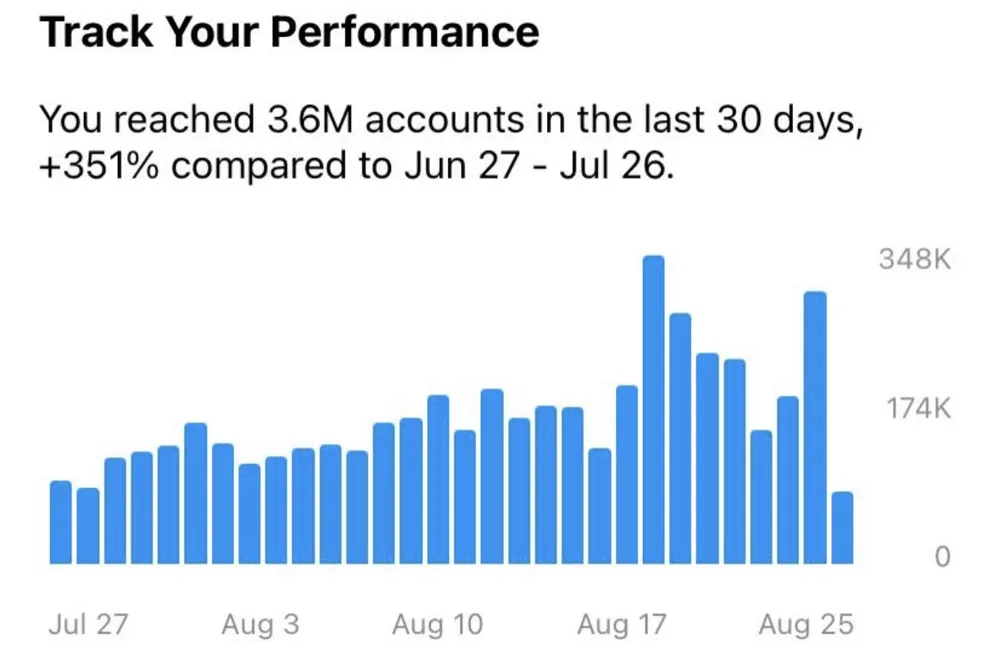 Track Your Performance
You reached 3.6M accounts in the last 30 days,
+351% compared to Jun 27 - Jul 26.
348K
174K
0
Jul 27 Aug 3 Aug 10 Aug 17 Aug 25